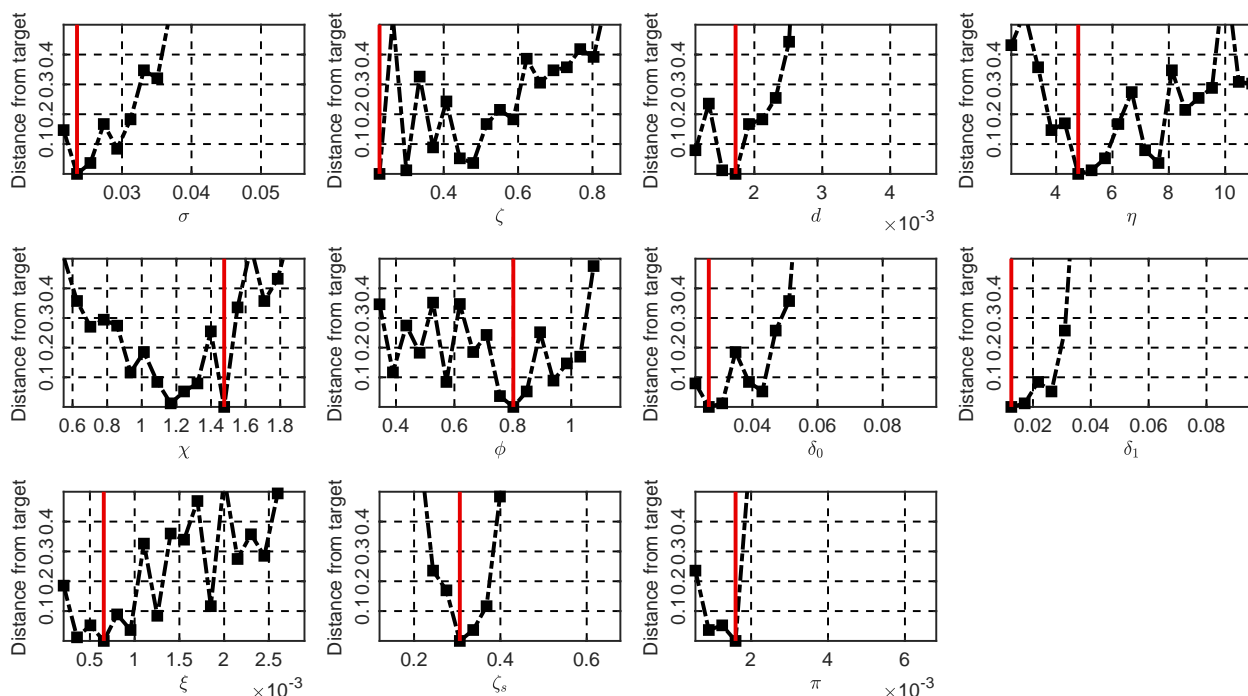 Distance from target
0.1 0.2 0.3 0.4
0.03 0.04 0.05
σ
Distance from target
0.1 0.2 0.3 0.4
0.4 0.6 0.8
ζ
Distance from target
0.1 0.2 0.3 0.4
2 3 4
d
×10⁻³
Distance from target
0.1 0.2 0.3 0.4
4 6 8 10
η
Distance from target
0.1 0.2 0.3 0.4
0.6 0.8 1 1.2 1.4 1.6 1.8
χ
Distance from target
0.1 0.2 0.3 0.4
0.4 0.6 0.8 1
ϕ
Distance from target
0.1 0.2 0.3 0.4
0.04 0.06 0.08
δ₀
Distance from target
0.1 0.2 0.3 0.4
0.02 0.04 0.06 0.08
δ₁
Distance from target
0.1 0.2 0.3 0.4
0.5 1 1.5 2 2.5
ξ
×10⁻³
Distance from target
0.1 0.2 0.3 0.4
0.2 0.4 0.6
ζₛ
Distance from target
0.1 0.2 0.3 0.4
2 4 6
π
×10⁻³